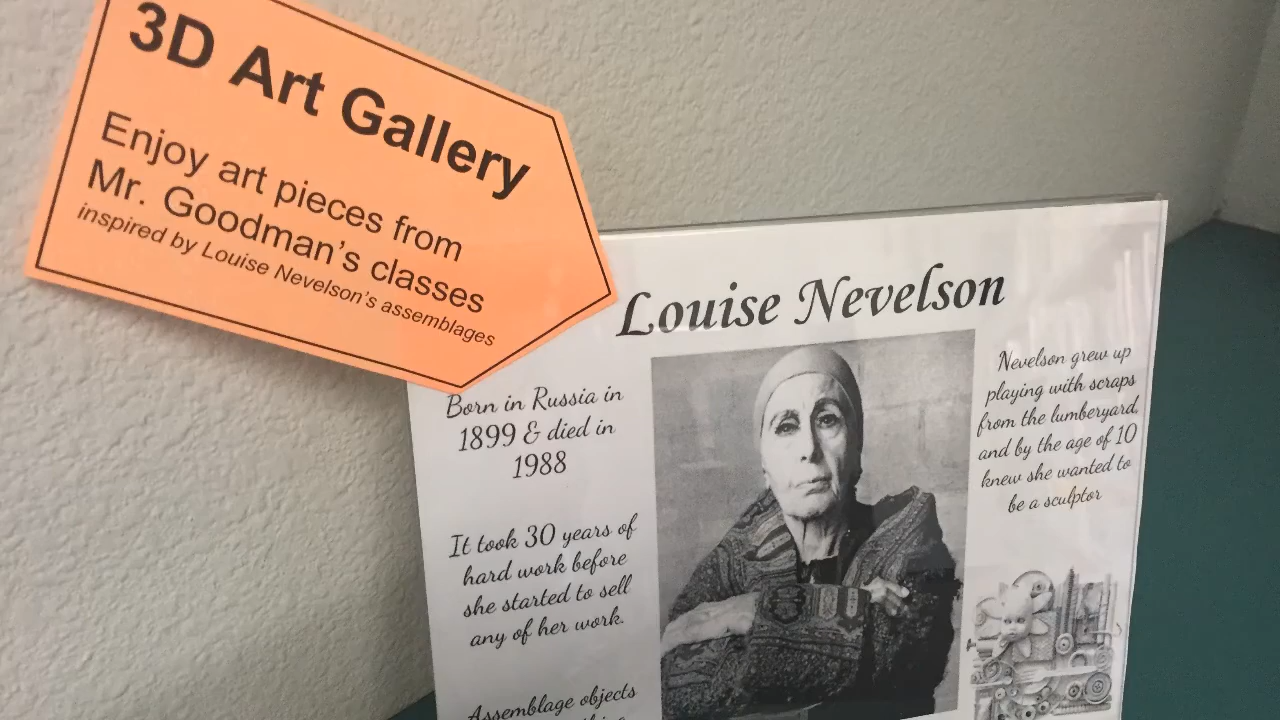 3D Art Gallery
Enjoy art pieces from
Mr. Goodman's classes
inspired by Louise Nevelson's assemblages
Louise Nevelson
Born in Russia in
1899 & died in
1988
It took 30 years of
hard work before
she started to sell
any of her work.
Assemblage objects
Nevelson grew up
playing with scraps
from the lumberyard,
and by the age of 10
knew she wanted to
be a sculptor